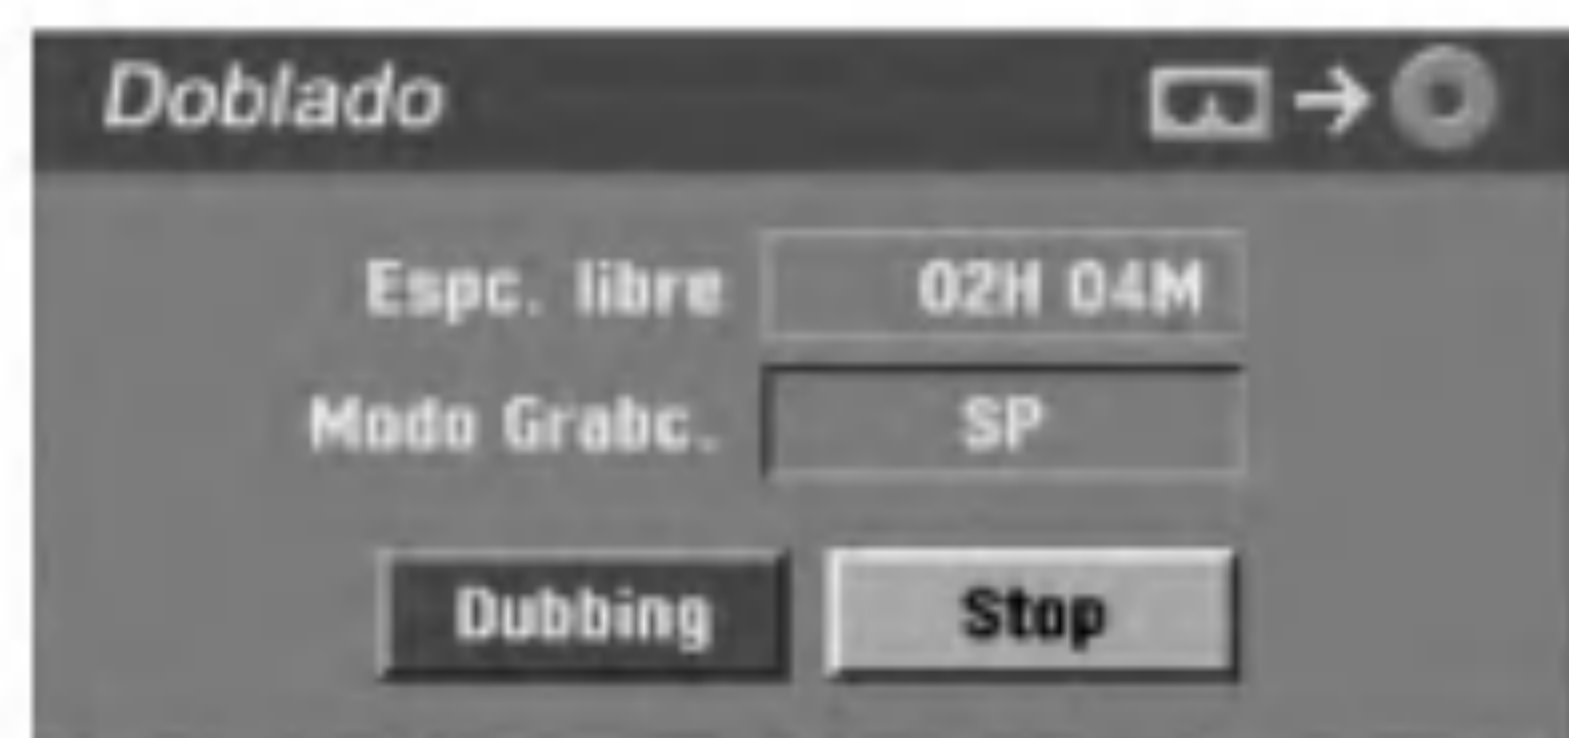 Doblado
Espc. libre 02H 04M
Modo Grabc. SP
Dubbing Stop